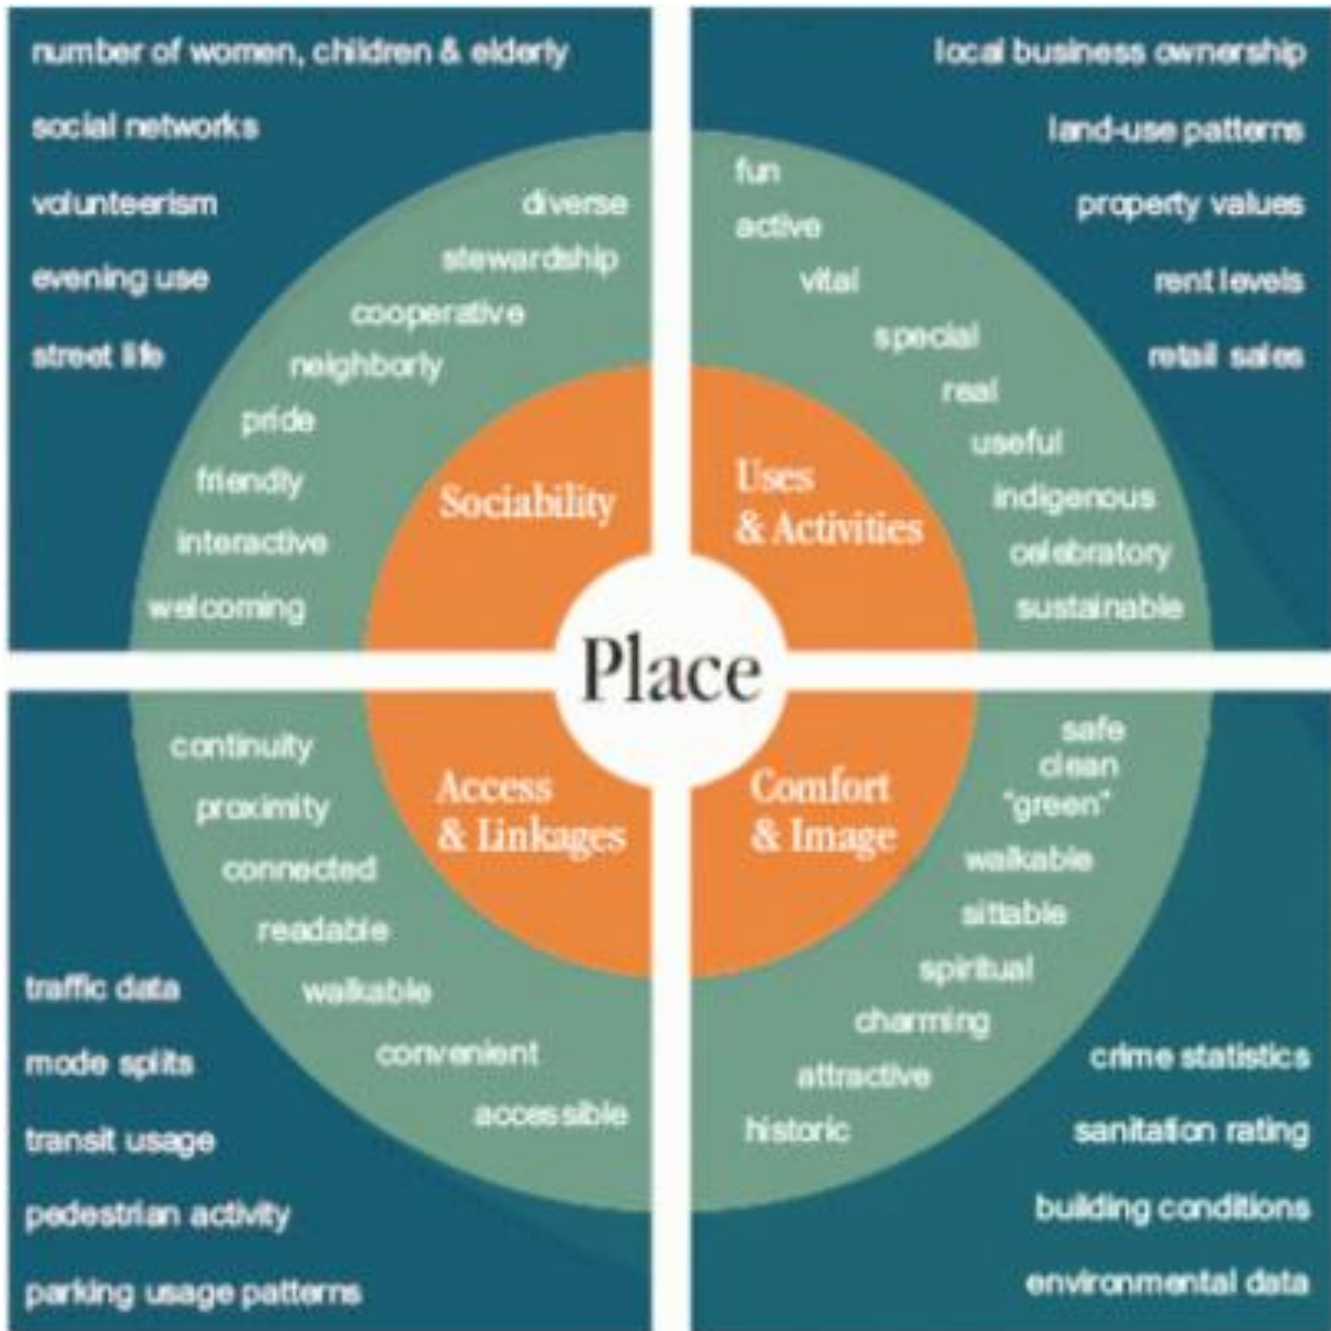 number of women, children & elderly
social networks
volunteerism
evening use
street life
diverse
stewardship
cooperative
neighborly
pride
friendly
interactive
welcoming
Sociability
local business ownership
land-use patterns
property values
rent levels
retail sales
fun
active
vital
special
real
useful
indigenous
celebratory
sustainable
Uses
& Activities
Place
continuity
proximity
connected
readable
walkable
convenient
accessible
Access
& Linkages
traffic data
mode splits
transit usage
pedestrian activity
parking usage patterns
Comfort
& Image
safe
clean
"green"
walkable
sittable
spiritual
charming
attractive
historic
crime statistics
sanitation rating
building conditions
environmental data